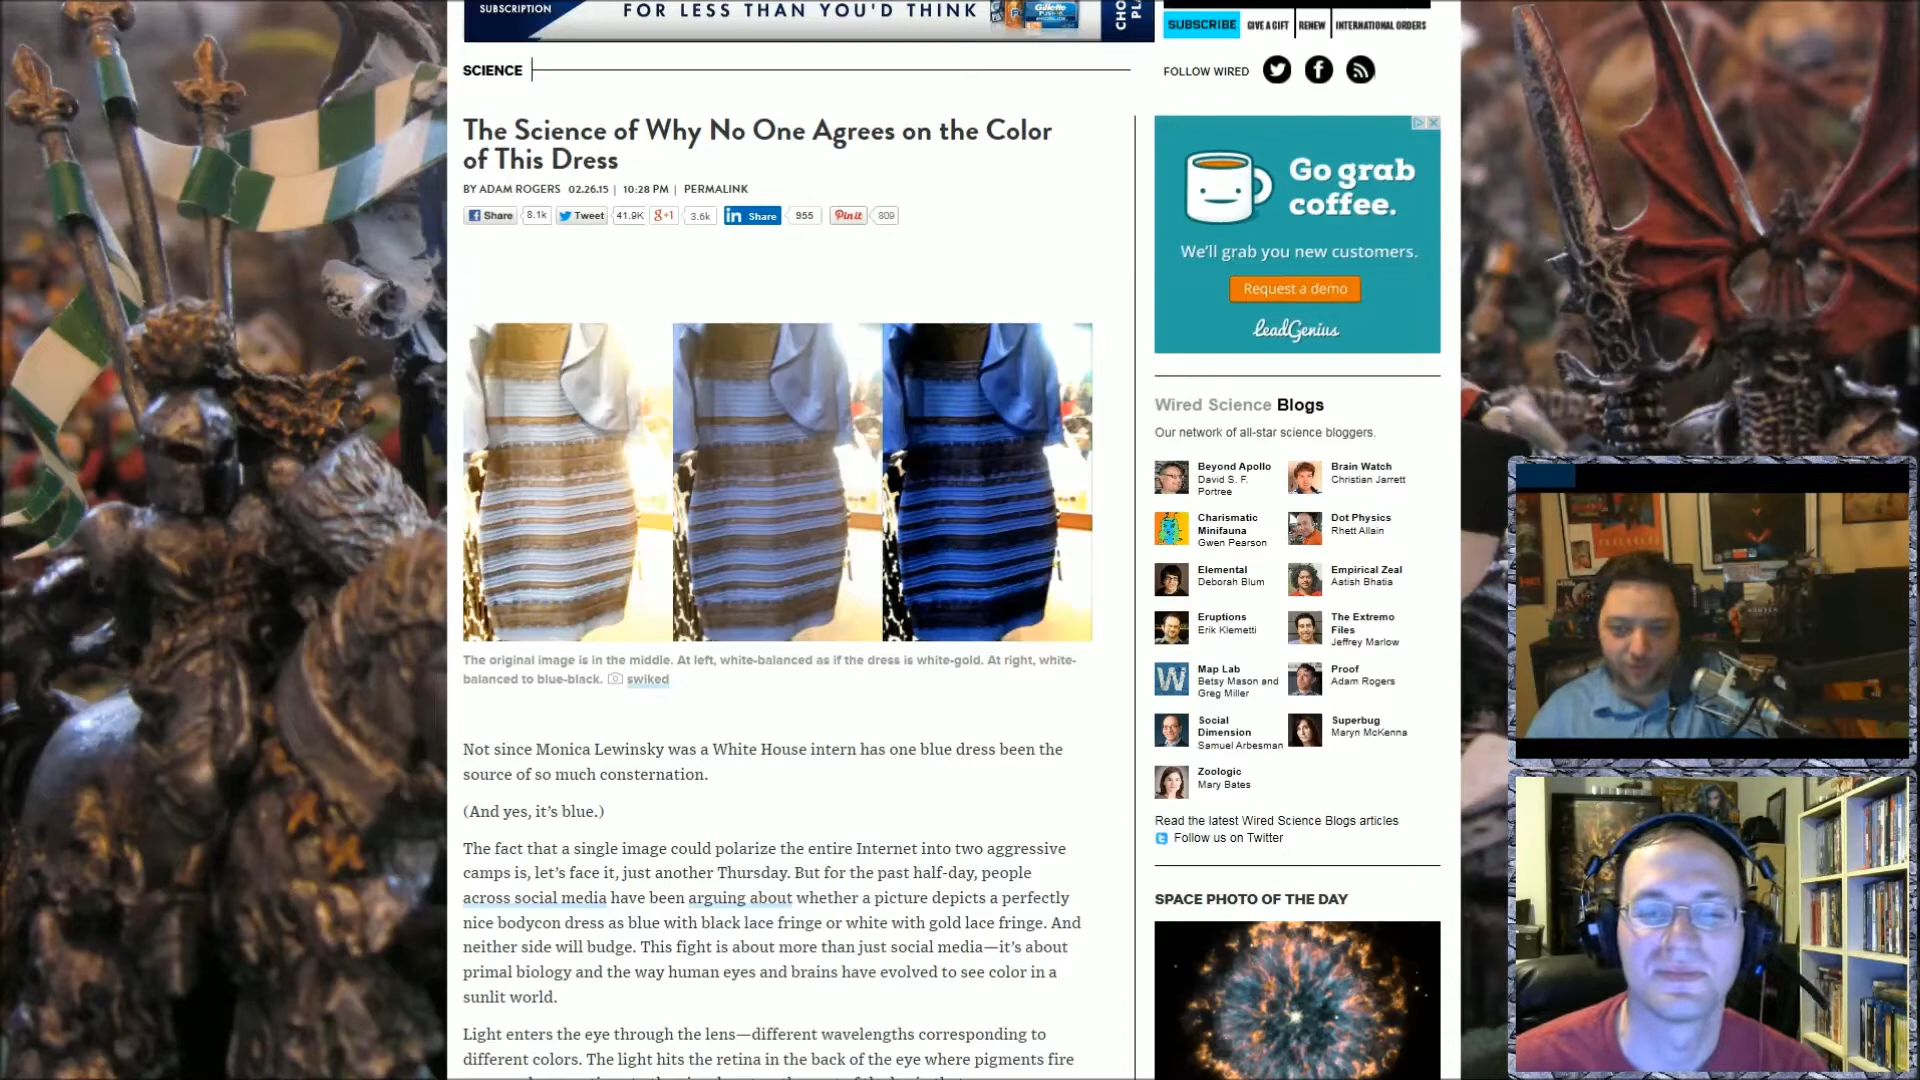 SUBSCRIPTION
FOR LESS THAN YOU'D THINK
Gillette
SUBSCRIBE
GIVE A GIFT
RENEW
INTERNATIONAL ORDERS
SCIENCE
FOLLOW WIRED
The Science of Why No One Agrees on the Color
of This Dress
BY ADAM ROGERS 02.26.15 | 10:28 PM | PERMALINK
Share 8.1k Tweet 41.9K g+1 3.6k in Share 955 Pin it 809
Go grab
coffee.
We'll grab you new customers.
Request a demo
LeadGenius
The original image is in the middle. At left, white-balanced as if the dress is white-gold. At right, white-
balanced to blue-black. swiked
Not since Monica Lewinsky was a White House intern has one blue dress been the
source of so much consternation.
(And yes, it's blue.)
The fact that a single image could polarize the entire Internet into two aggressive
camps is, let's face it, just another Thursday. But for the past half-day, people
across social media have been arguing about whether a picture depicts a perfectly
nice bodycon dress as blue with black lace fringe or white with gold lace fringe. And
neither side will budge. This fight is about more than just social media—it's about
primal biology and the way human eyes and brains have evolved to see color in a
sunlit world.
Light enters the eye through the lens—different wavelengths corresponding to
different colors. The light hits the retina in the back of the eye where pigments fire
Wired Science Blogs
Our network of all-star science bloggers.
Beyond Apollo
David S. F.
Portree
Brain Watch
Christian Jarrett
Charismatic
Minifauna
Gwen Pearson
Dot Physics
Rhett Allain
Elemental
Deborah Blum
Empirical Zeal
Aatish Bhatia
Eruptions
Erik Klemetti
The Extremo
Files
Jeffrey Marlow
W
Map Lab
Betsy Mason and
Greg Miller
Proof
Adam Rogers
Social
Dimension
Samuel Arbesman
Superbug
Maryn McKenna
Zoologic
Mary Bates
Read the latest Wired Science Blogs articles
Follow us on Twitter
SPACE PHOTO OF THE DAY